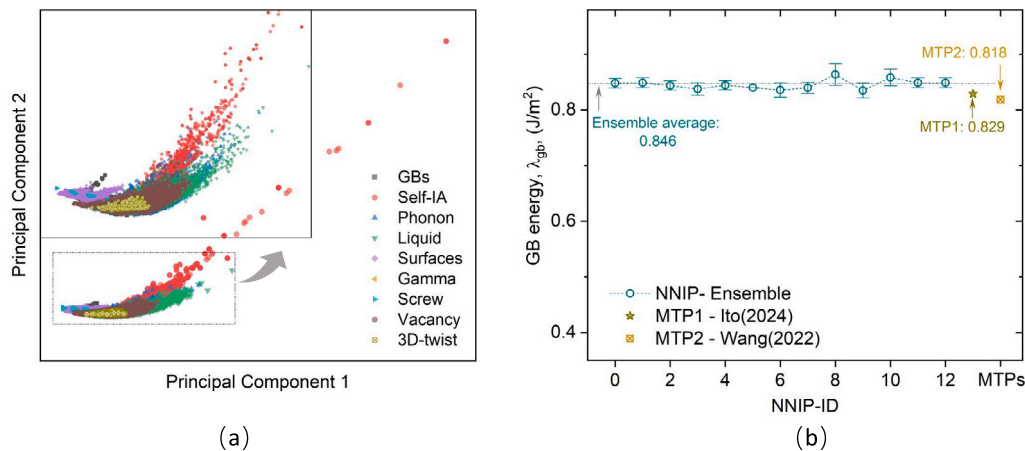 Principal Component 2
GBs
Self-IA
Phonon
Liquid
Surfaces
Gamma
Screw
Vacancy
3D-twist
Principal Component 1
(a)
GB energy, λgb, (J/m²)
0.8
0.6
0.4
MTP2: 0.818
Ensemble average:
0.846
MTP1: 0.829
NNIP- Ensemble
MTP1 - Ito(2024)
MTP2 - Wang(2022)
0 2 4 6 8 10 12 MTPs
NNIP-ID
(b)